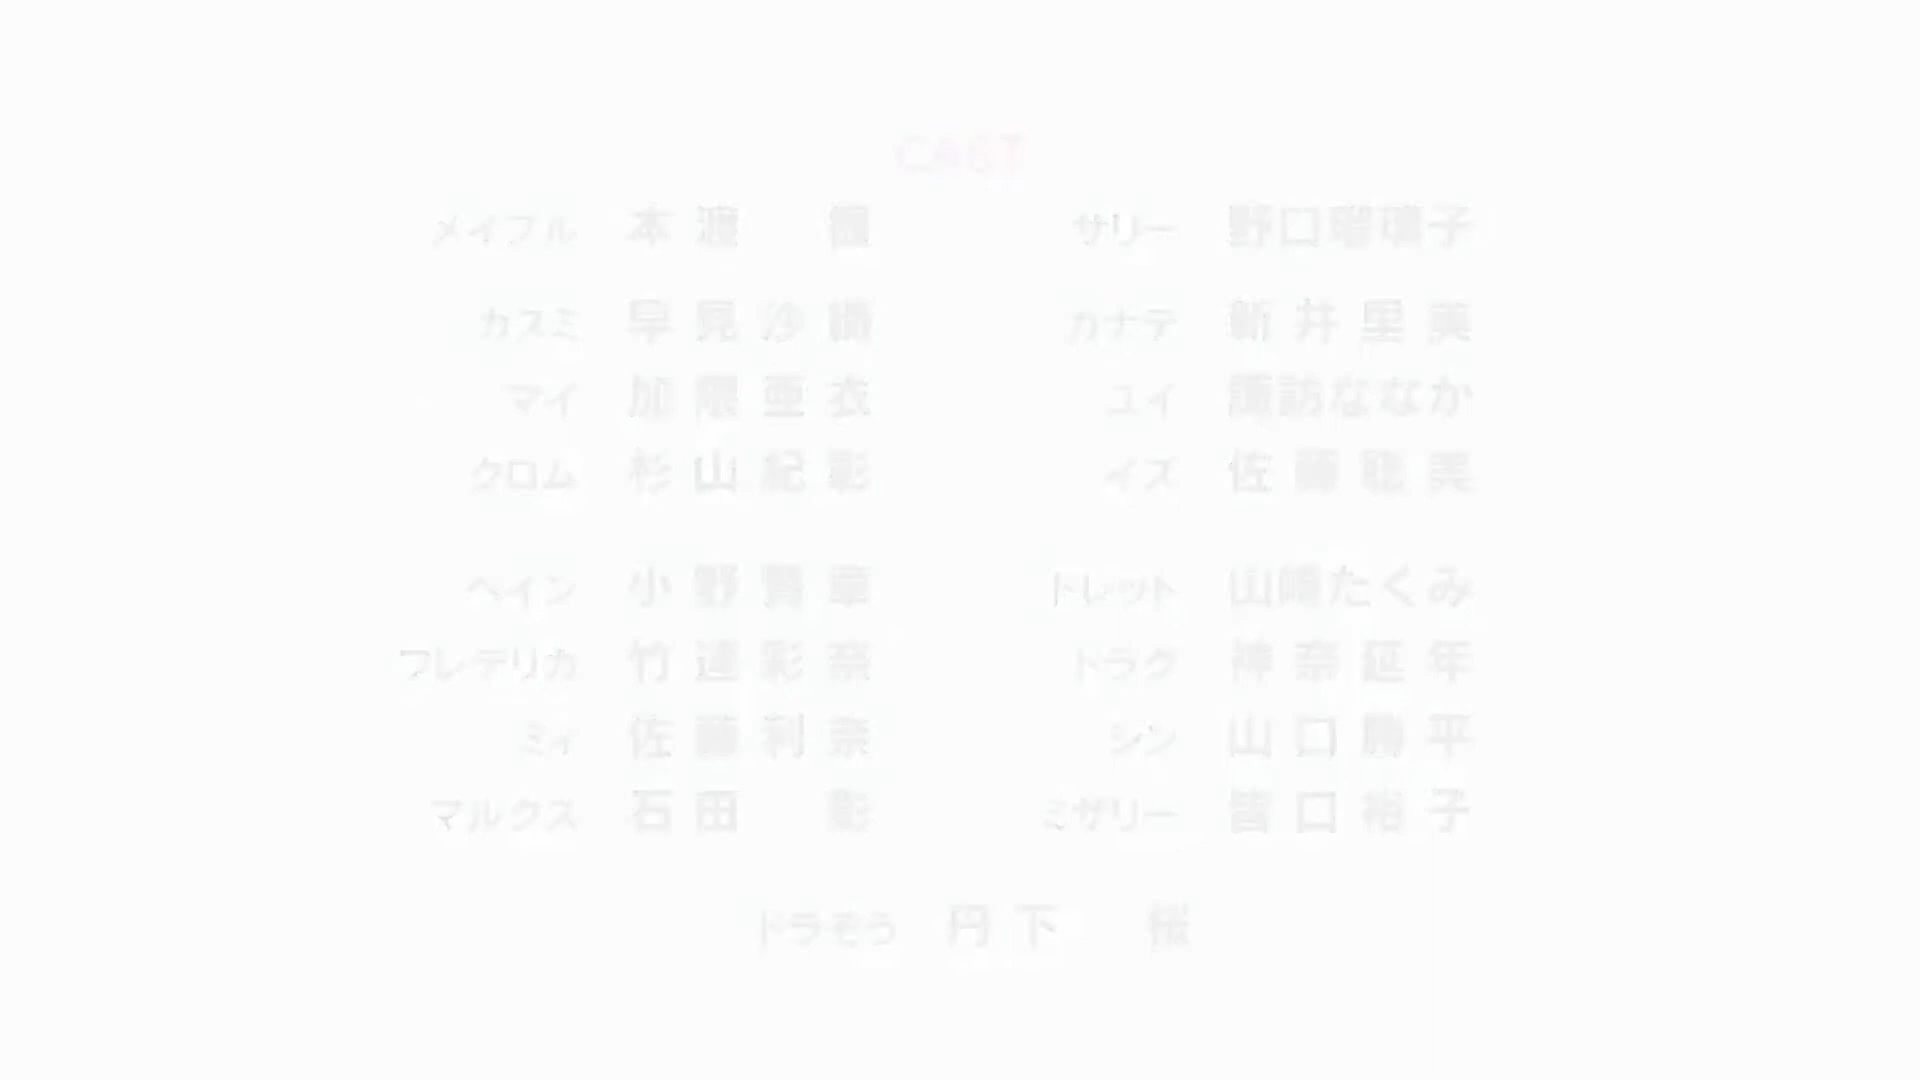 CAST
メイプル 本渡 楓 サリー 野口瑠璃子
カスミ 早見沙織 カナデ 新井里美
マイ 加隈亜衣 ユイ 諏訪ななか
クロム 杉山紀彰 イズ 佐藤聡美
ペイン 小野賢章 ドレッド 山崎たくみ
フレデリカ 竹達彩奈 ドラグ 神奈延年
ミィ 佐藤利奈 シン 山口勝平
マルクス 石田 彰 ミザリー 皆口裕子
ドラぞう 丹下 桜